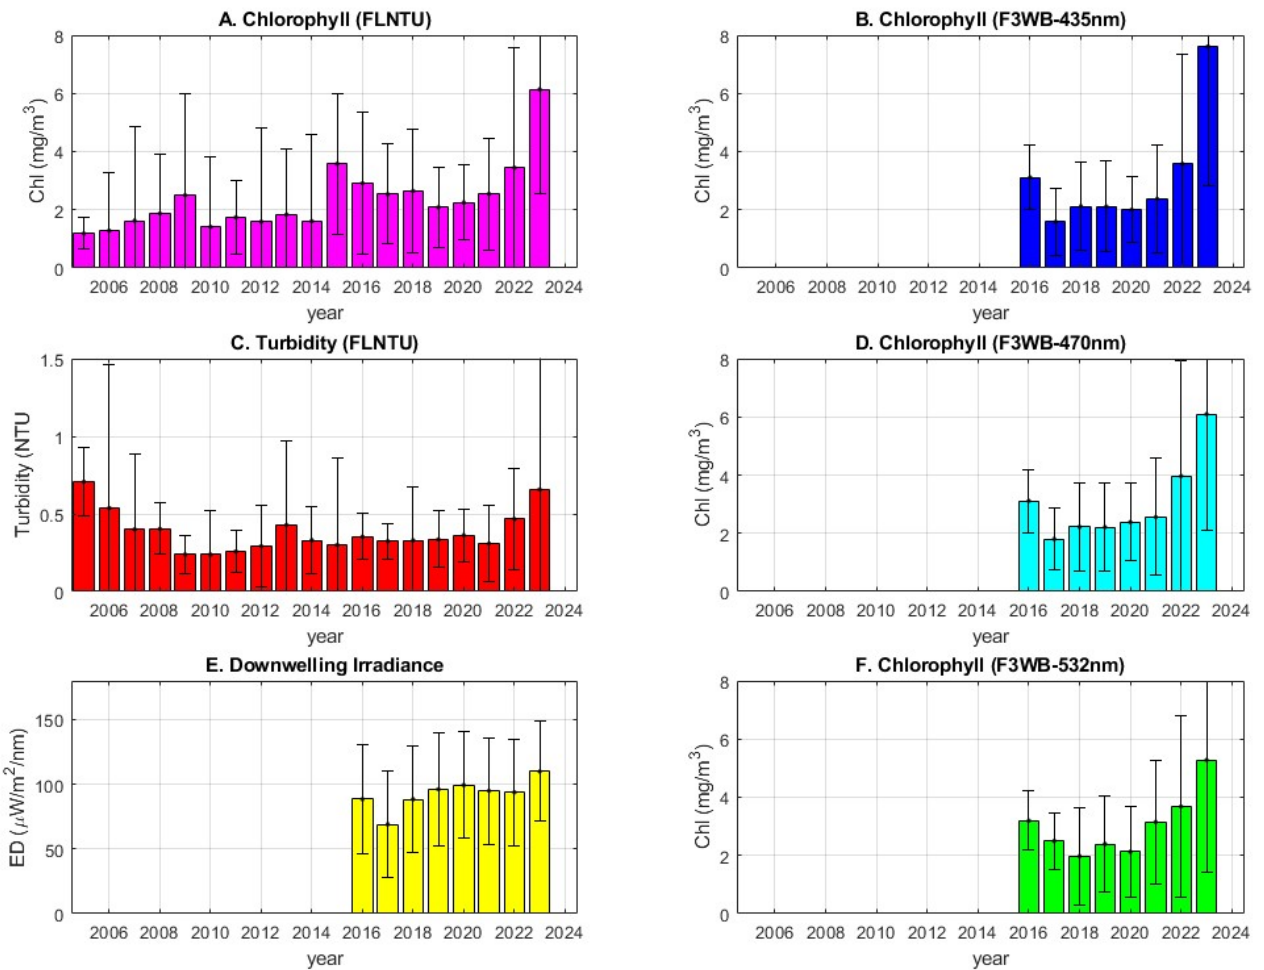 A. Chlorophyll (FLNTU)
Chl (mg/m³)
8
6
4
2
0
2006 2008 2010 2012 2014 2016 2018 2020 2022 2024
year
B. Chlorophyll (F3WB-435nm)
Chl (mg/m³)
8
6
4
2
0
2006 2008 2010 2012 2014 2016 2018 2020 2022 2024
year
C. Turbidity (FLNTU)
Turbidity (NTU
1.5
1
0.5
0
2006 2008 2010 2012 2014 2016 2018 2020 2022 2024
year
D. Chlorophyll (F3WB-470nm)
Chl (mg/m³)
8
6
4
2
0
2006 2008 2010 2012 2014 2016 2018 2020 2022 2024
year
E. Downwelling Irradiance
ED (μW/m²/nm)
150
100
50
0
2006 2008 2010 2012 2014 2016 2018 2020 2022 2024
year
F. Chlorophyll (F3WB-532nm)
Chl (mg/m³)
8
6
4
2
0
2006 2008 2010 2012 2014 2016 2018 2020 2022 2024
year